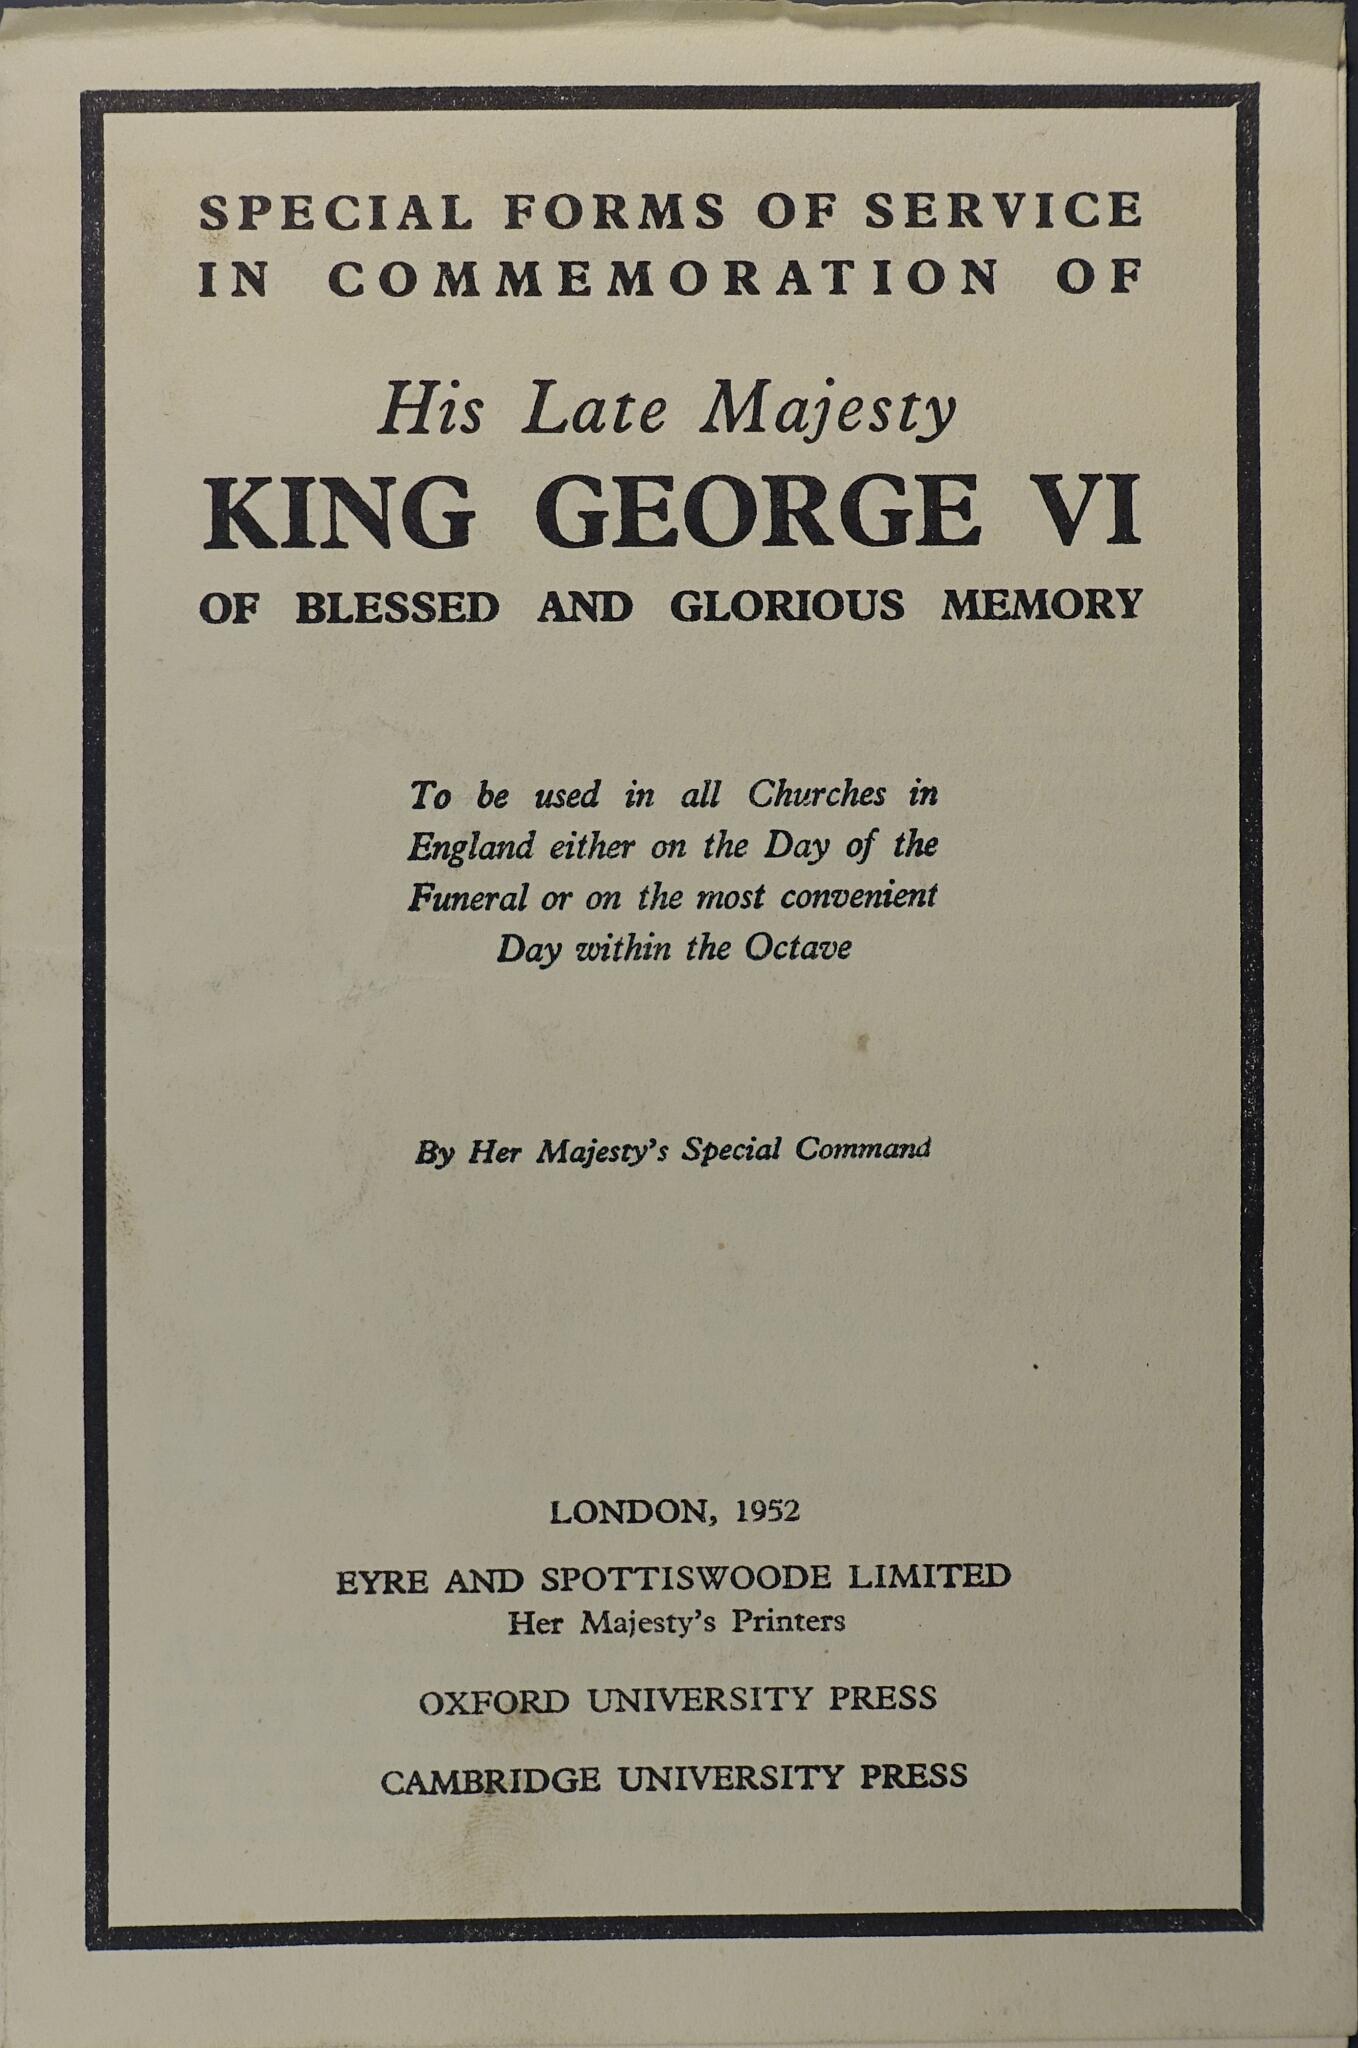 SPECIAL FORMS OF SERVICE
IN COMMEMORATION OF
His Late Majesty
KING GEORGE VI
OF BLESSED AND GLORIOUS MEMORY
To be used in all Churches in
England either on the Day of the
Funeral or on the most convenient
Day within the Octave
By Her Majesty's Special Command
LONDON, 1952
EYRE AND SPOTTISWOODE LIMITED
Her Majesty's Printers
OXFORD UNIVERSITY PRESS
CAMBRIDGE UNIVERSITY PRESS